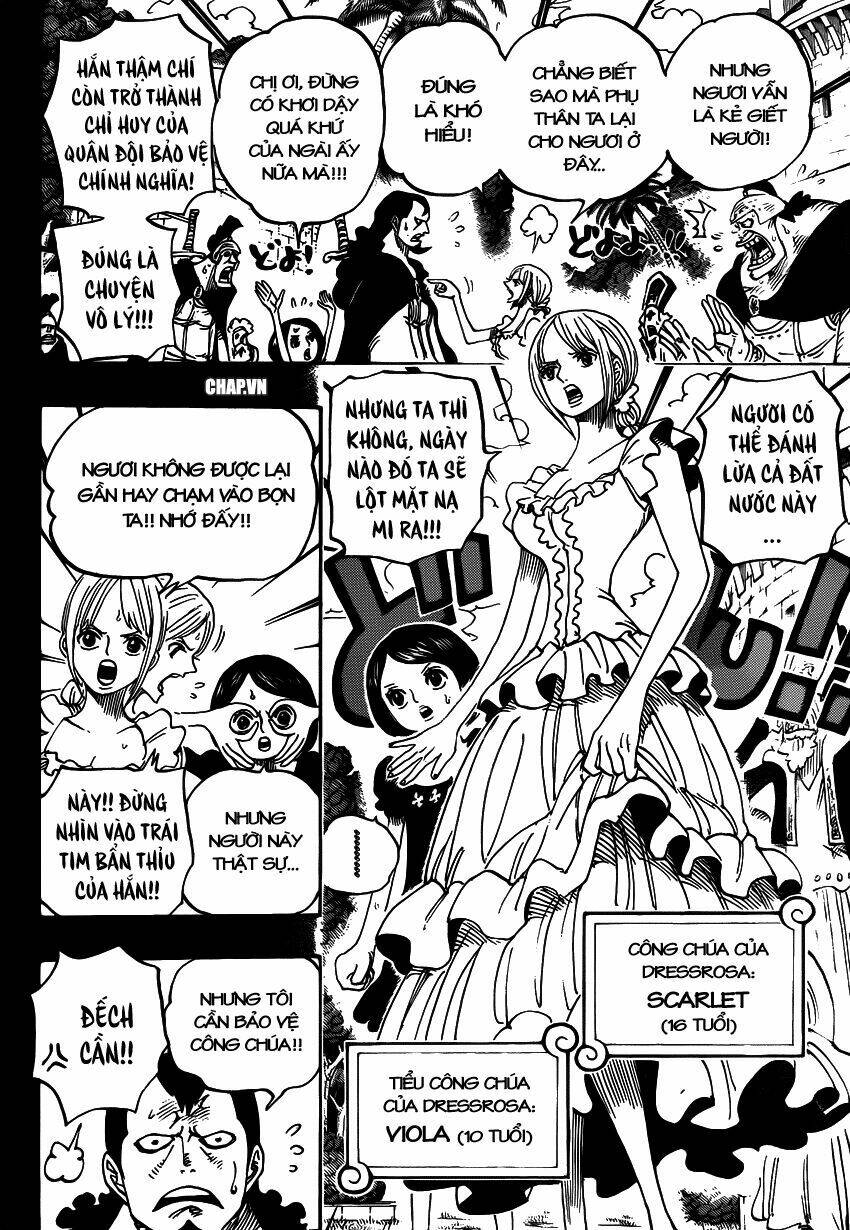 NHƯNG
NGƯƠI VẪN
LÀ KẺ GIẾT
NGƯỜI!
CHẲNG BIẾT
SAO MÀ PHỤ
THÂN TA LẠI
CHO NGƯƠI Ở
ĐÂY...
ĐÚNG
LÀ KHÓ
HIỂU!
CHỊ ƠI, ĐỪNG
CÓ KHƠI DẬY
QUÁ KHỨ
CỦA NGÀI ẤY
NỮA MÀ!!!
HẮN THẬM CHÍ
CÒN TRỞ THÀNH
CHỈ HUY CỦA
QUÂN ĐỘI BẢO VỆ
CHÍNH NGHĨA!
ĐÚNG LÀ
CHUYỆN
VÔ LÝ!!!
どよ!
CHAP.VN
NGƯƠI CÓ
THỂ ĐÁNH
LỪA CẢ ĐẤT
NƯỚC NÀY
...
NHƯNG TA THÌ
KHÔNG, NGÀY
NÀO ĐÓ TA SẼ
LỘT MẶT NẠ
MI RA!!!
どん!!
NGƯƠI KHÔNG ĐƯỢC LẠI
GẦN HAY CHẠM VÀO BỌN
TA!! NHỚ ĐẤY!!
NHƯNG
NGƯỜI NÀY
THẬT SỰ...
NÀY!! ĐỪNG
NHÌN VÀO TRÁI
TIM BẨN THỈU
CỦA HẮN!!
CÔNG CHÚA CỦA
DRESSROSA:
SCARLET
(16 TUỔI)
TIỂU CÔNG CHÚA
CỦA DRESSROSA:
VIOLA (10 TUỔI)
NHƯNG TÔI
CẦN BẢO VỆ
CÔNG CHÚA!!
ĐẾCH
CẦN!!